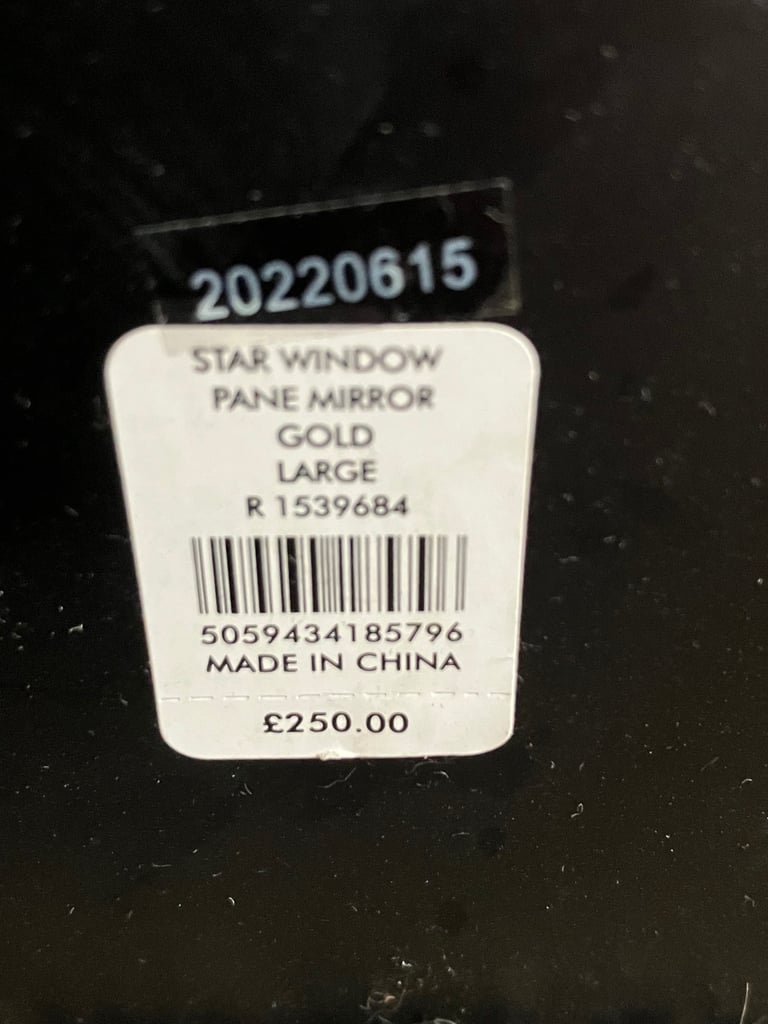 20220615
STAR WINDOW
PANE MIRROR
GOLD
LARGE
R 1539684
5059434185796
MADE IN CHINA
£250.00